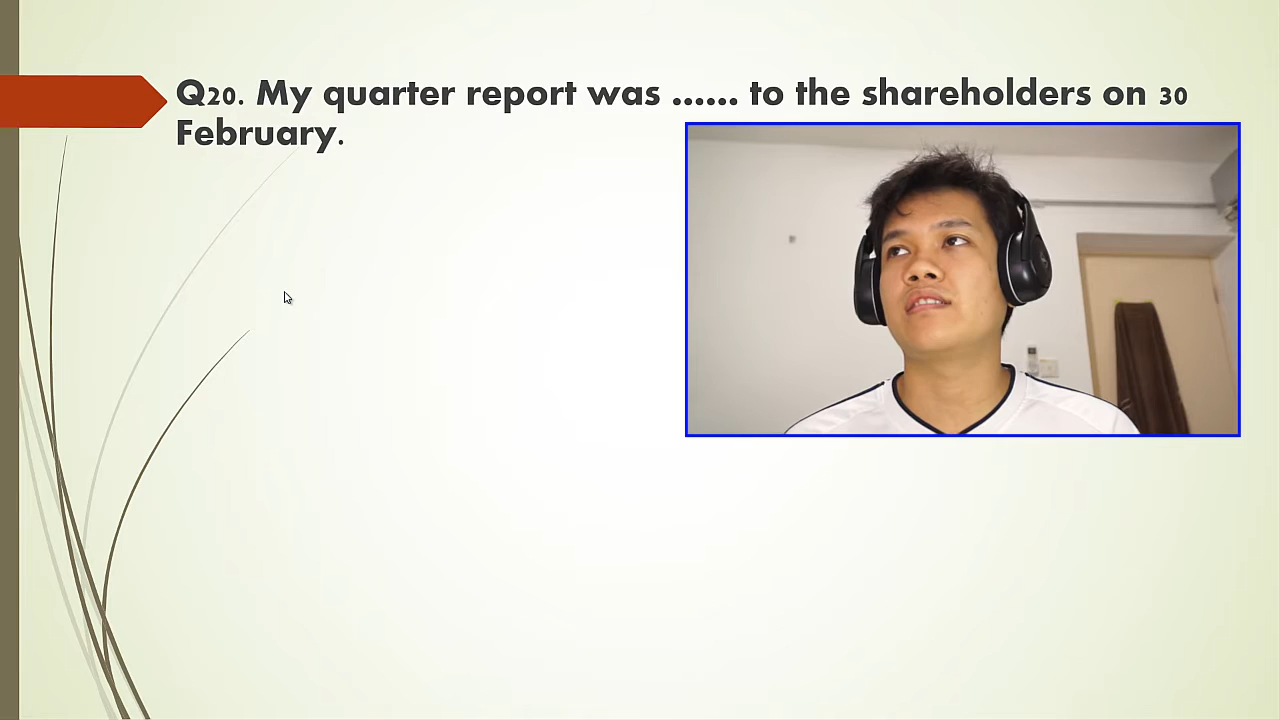 Q20. My quarter report was ...... to the shareholders on 30
February.